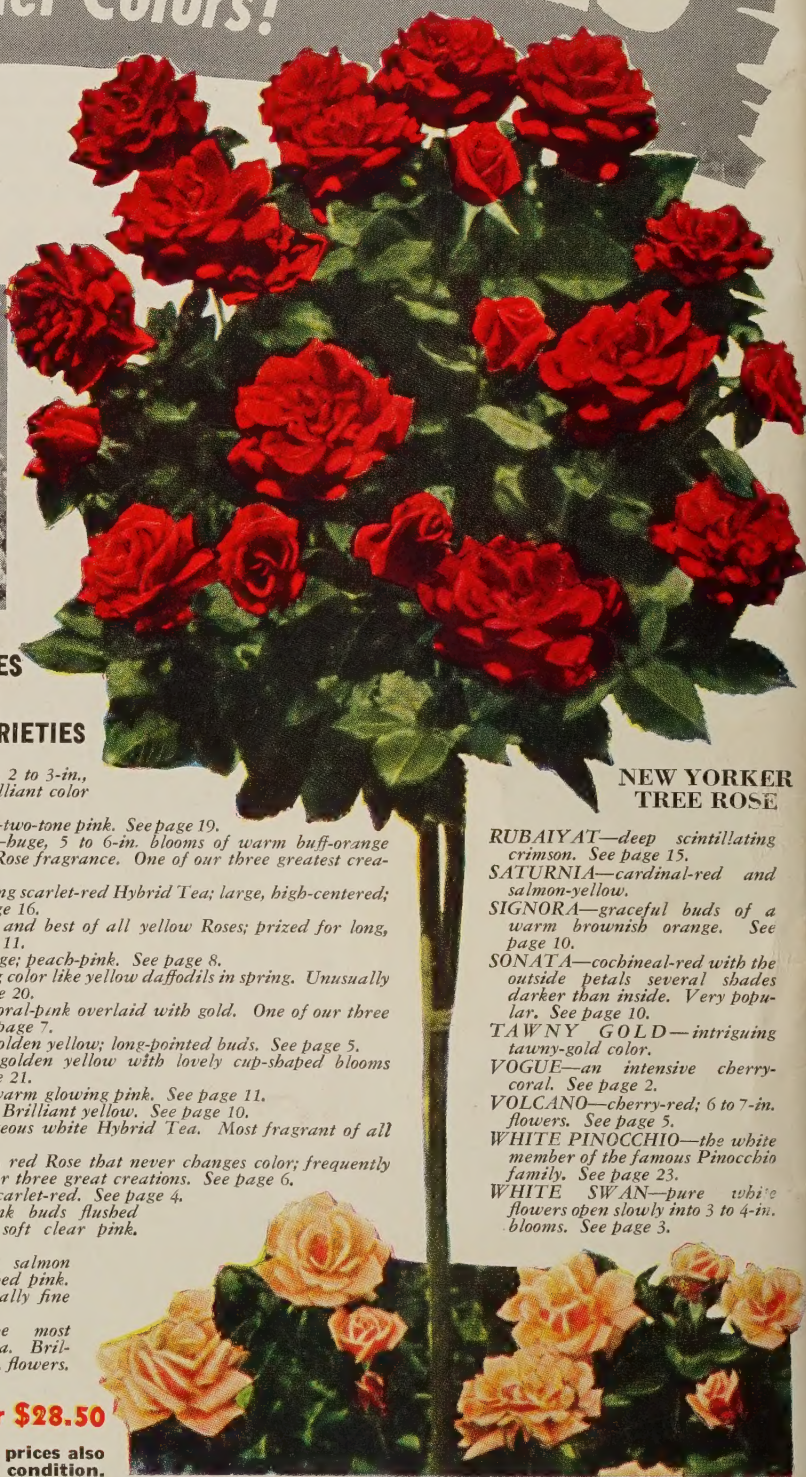 Colors!
ES
RIETIES
2 to 3-in.,
lliant color
-two-tone pink. See page 19.
-huge, 5 to 6-in. blooms of warm buff-orange
Rose fragrance. One of our three greatest crea-
ng scarlet-red Hybrid Tea; large, high-centered;
ge 16.
and best of all yellow Roses; prized for long,
11.
ge; peach-pink. See page 8.
g color like yellow daffodils in spring. Unusually
e 20.
oral-pink overlaid with gold. One of our three
page 7.
olden yellow; long-pointed buds. See page 5.
golden yellow with lovely cup-shaped blooms
e 21.
varm glowing pink. See page 11.
Brilliant yellow. See page 10.
eous white Hybrid Tea. Most fragrant of all
red Rose that never changes color; frequently
r three great creations. See page 6.
carlet-red. See page 4.
nk buds flushed
soft clear pink.
salmon
ed pink.
ally fine
e most
a. Bril-
flowers.
r $28.50
prices also
condition.
NEW YORKER
TREE ROSE
RUBAIYAT—deep scintillating
crimson. See page 15.
SATURNIA—cardinal-red and
salmon-yellow.
SIGNORA—graceful buds of a
warm brownish orange. See
page 10.
SONATA—cochineal-red with the
outside petals several shades
darker than inside. Very popu-
lar. See page 10.
TAWNY GOLD—intriguing
tawny-gold color.
VOGUE—an intensive cherry-
coral. See page 2.
VOLCANO—cherry-red; 6 to 7-in.
flowers. See page 5.
WHITE PINOCCHIO—the white
member of the famous Pinocchio
family. See page 23.
WHITE SWAN—pure white
flowers open slowly into 3 to 4-in.
blooms. See page 3.